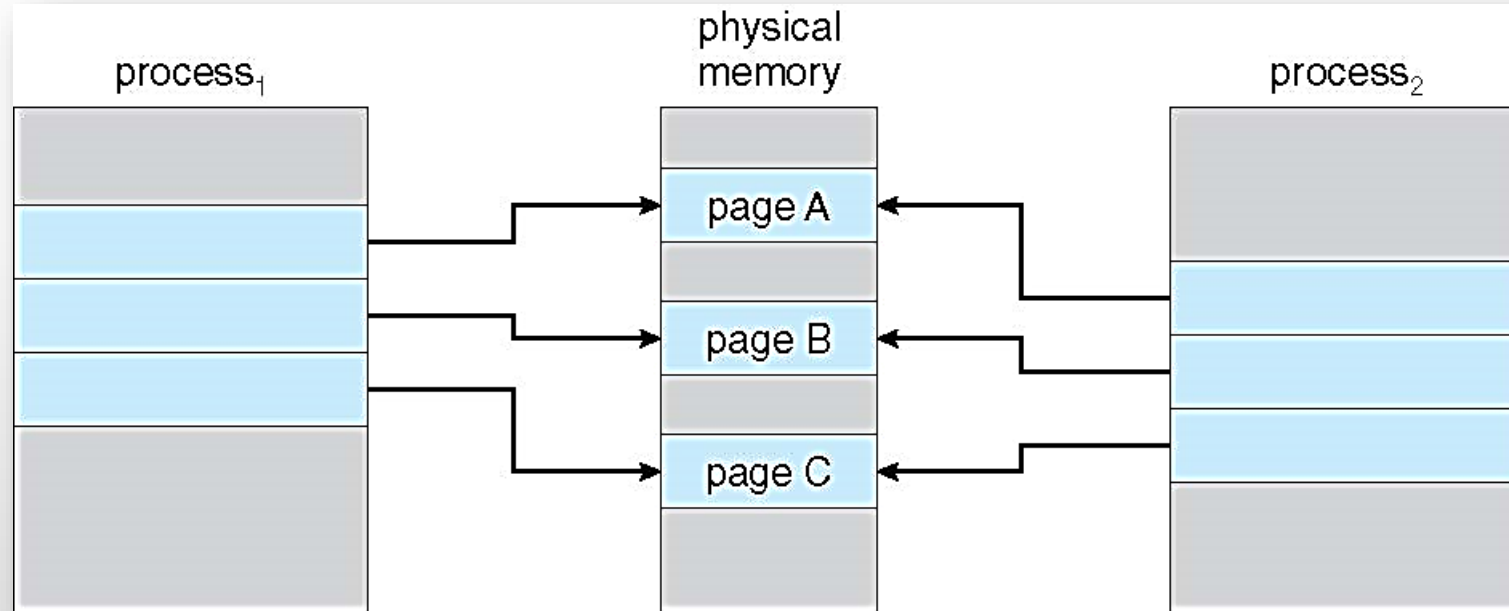 process₁
physical
memory
process₂
page A
page B
page C